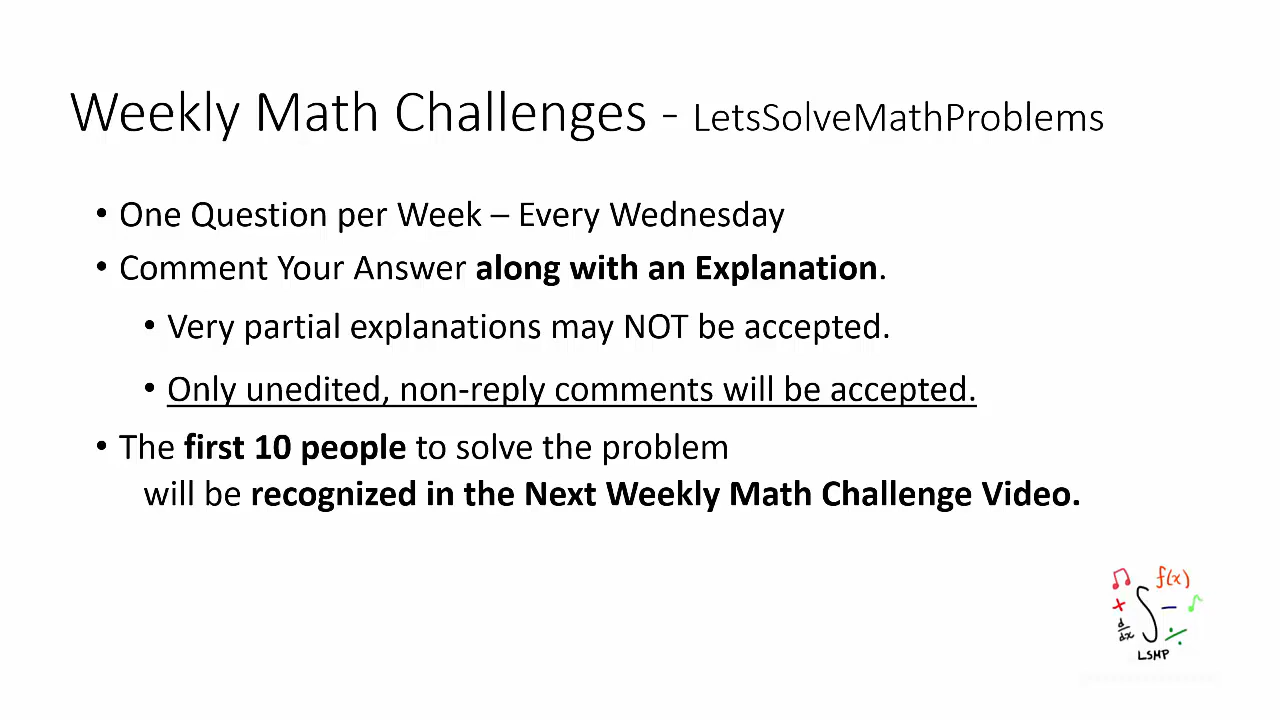 Weekly Math Challenges - LetsSolveMathProblems
• One Question per Week – Every Wednesday
• Comment Your Answer along with an Explanation.
• Very partial explanations may NOT be accepted.
• Only unedited, non-reply comments will be accepted.
• The first 10 people to solve the problem
will be recognized in the Next Weekly Math Challenge Video.
f(x)
+ ∫ −
d/dx ÷
LSMP